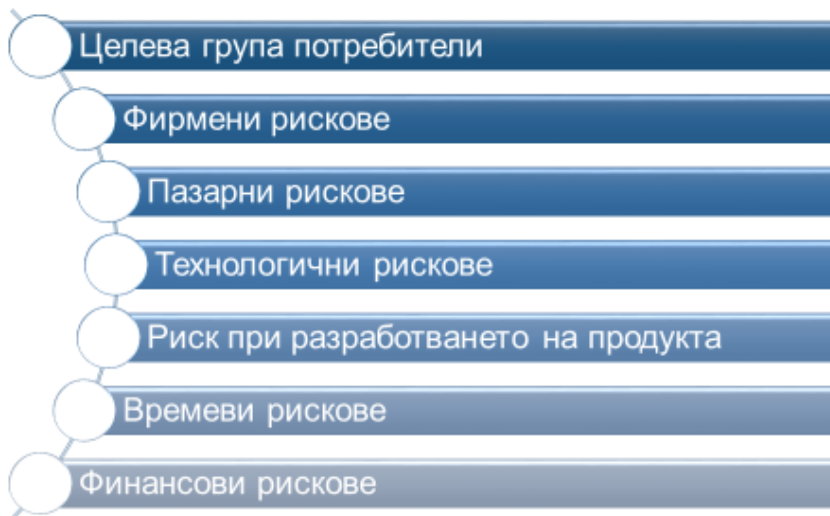 Целева група потребители
Фирмени рискове
Пазарни рискове
Технологични рискове
Риск при разработването на продукта
Времеви рискове
Финансови рискове